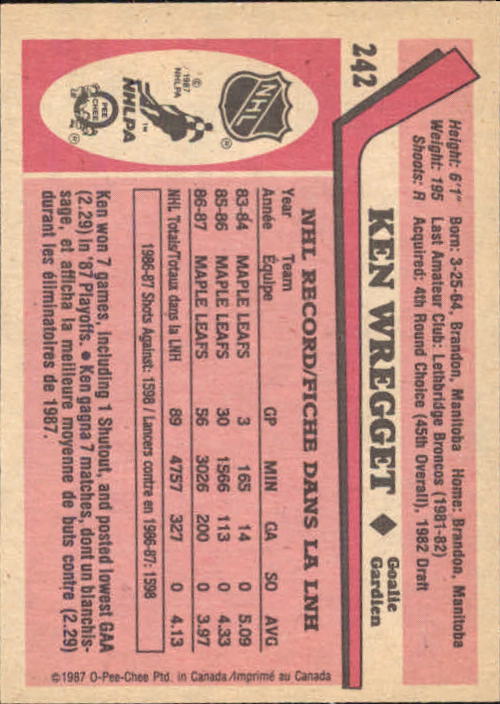 242
KEN WREGGET ◆ Goalie
Gardien
Height: 6'1" Born: 3-25-64, Brandon, Manitoba Home: Brandon, Manitoba
Weight: 195 Last Amateur Club: Lethbridge Broncos (1981-82)
Shoots: R Acquired: 4th Round Choice (45th Overall), 1982 Draft
NHL RECORD/FICHE DANS LA LNH
Year Team GP MIN GA SO AVG
Année Équipe
83-84 MAPLE LEAFS 3 165 14 0 5.09
85-86 MAPLE LEAFS 30 1566 113 0 4.33
86-87 MAPLE LEAFS 56 3026 200 0 3.97
NHL Totals/Totaux dans la LNH 89 4757 327 0 4.13
1986-87 Shots Against: 1598 / Lancers contre en 1986-87: 1598
Ken won 7 games, including 1 Shutout, and posted lowest GAA
(2.29) in '87 Playoffs. ● Ken gagna 7 matches, dont un blanchis-
sage, et afficha la meilleure moyenne de buts contre (2.29)
durant les éliminatoires de 1987.
NHL
®
© 1987
NHLPA
NHLPA
™
O
PEE
CHEE
®
©1987 O-Pee-Chee Ptd. in Canada/Imprimé au Canada